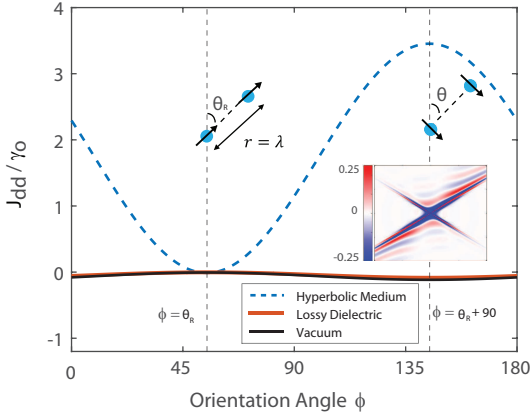 J_dd / γ_o
4
3
2
1
0
-1
θ_R
r = λ
θ
0.25
0
-0.25
Hyperbolic Medium
Lossy Dielectric
Vacuum
ϕ = θ_R
ϕ = θ_R + 90
0
45
90
135
180
Orientation Angle ϕ